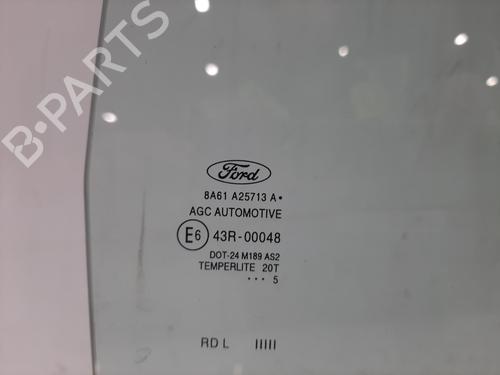 B-PARTS
Ford
8A61 A25713 A•
AGC AUTOMOTIVE
E6 43R-00048
DOT-24 M189 AS2
TEMPERLITE 20T
··· 5
RD L IIIII